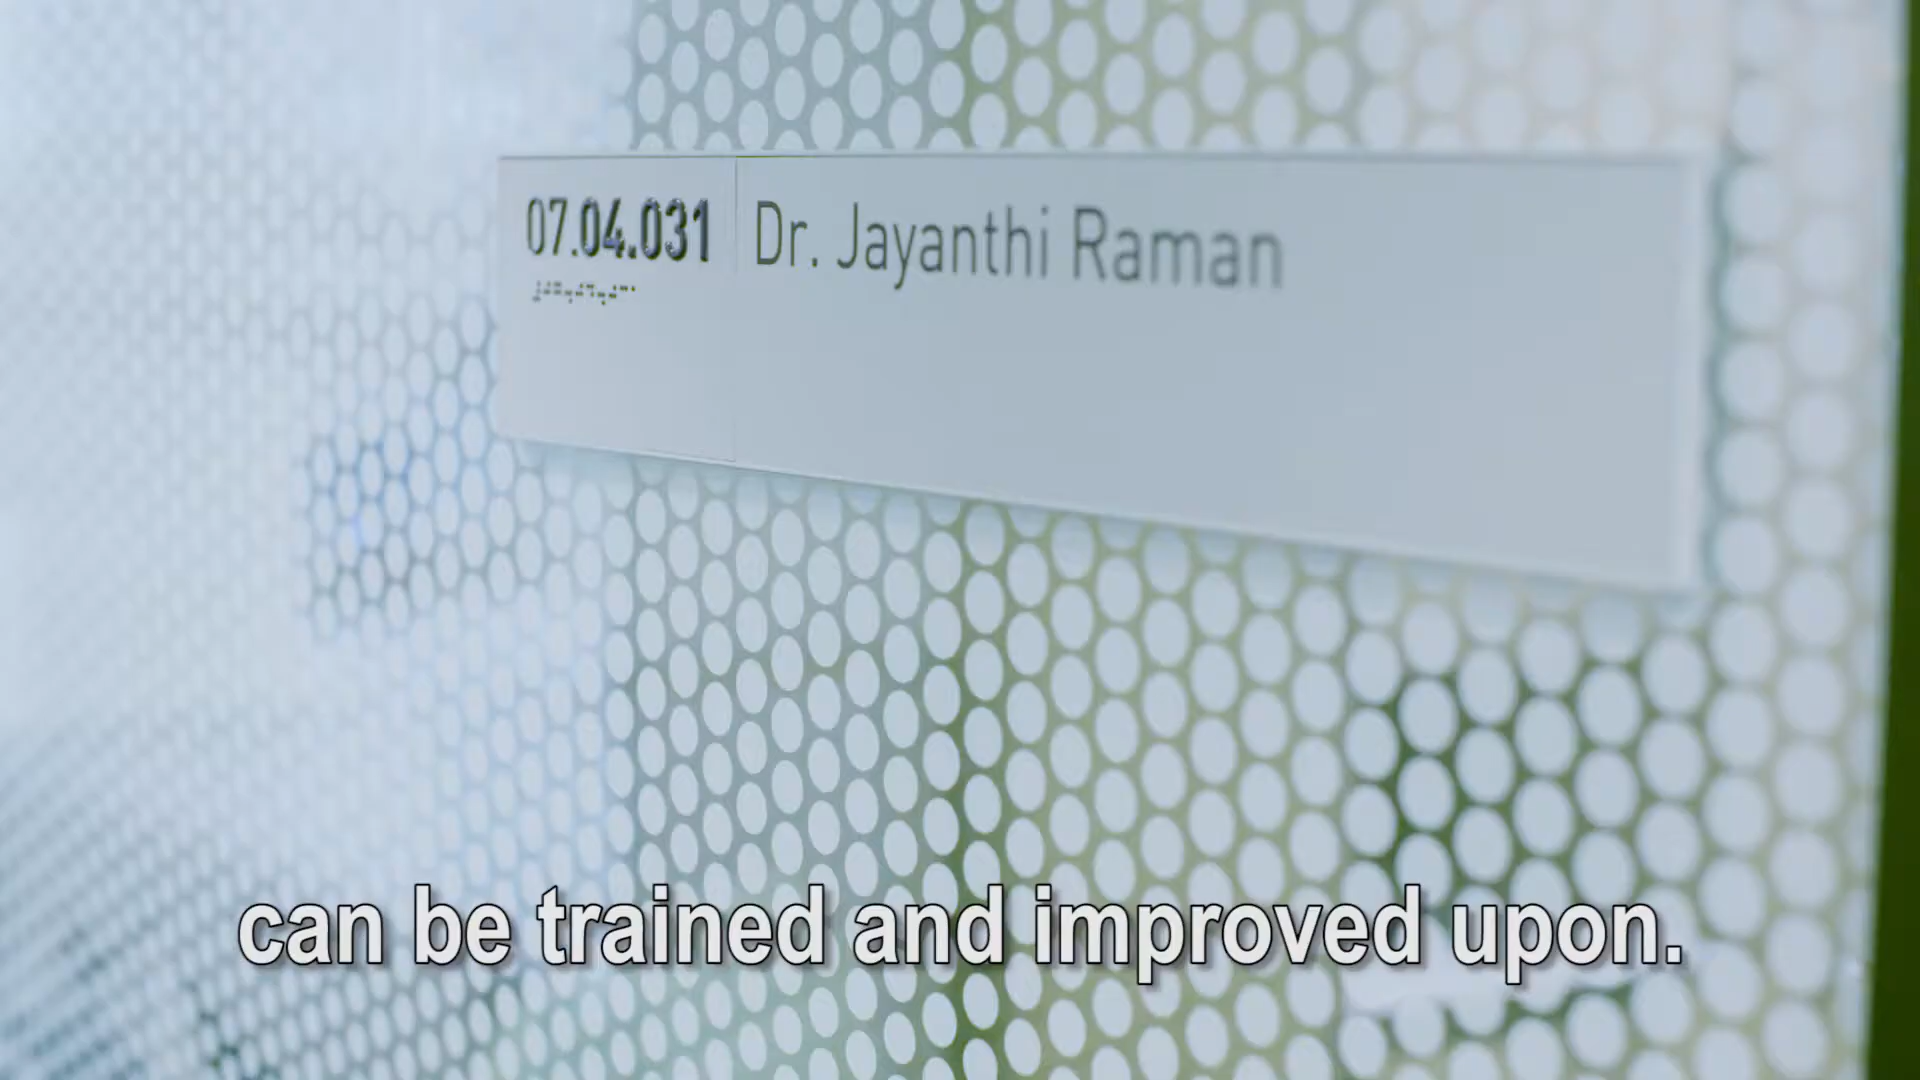 07.04.031
Dr. Jayanthi Raman
can be trained and improved upon.